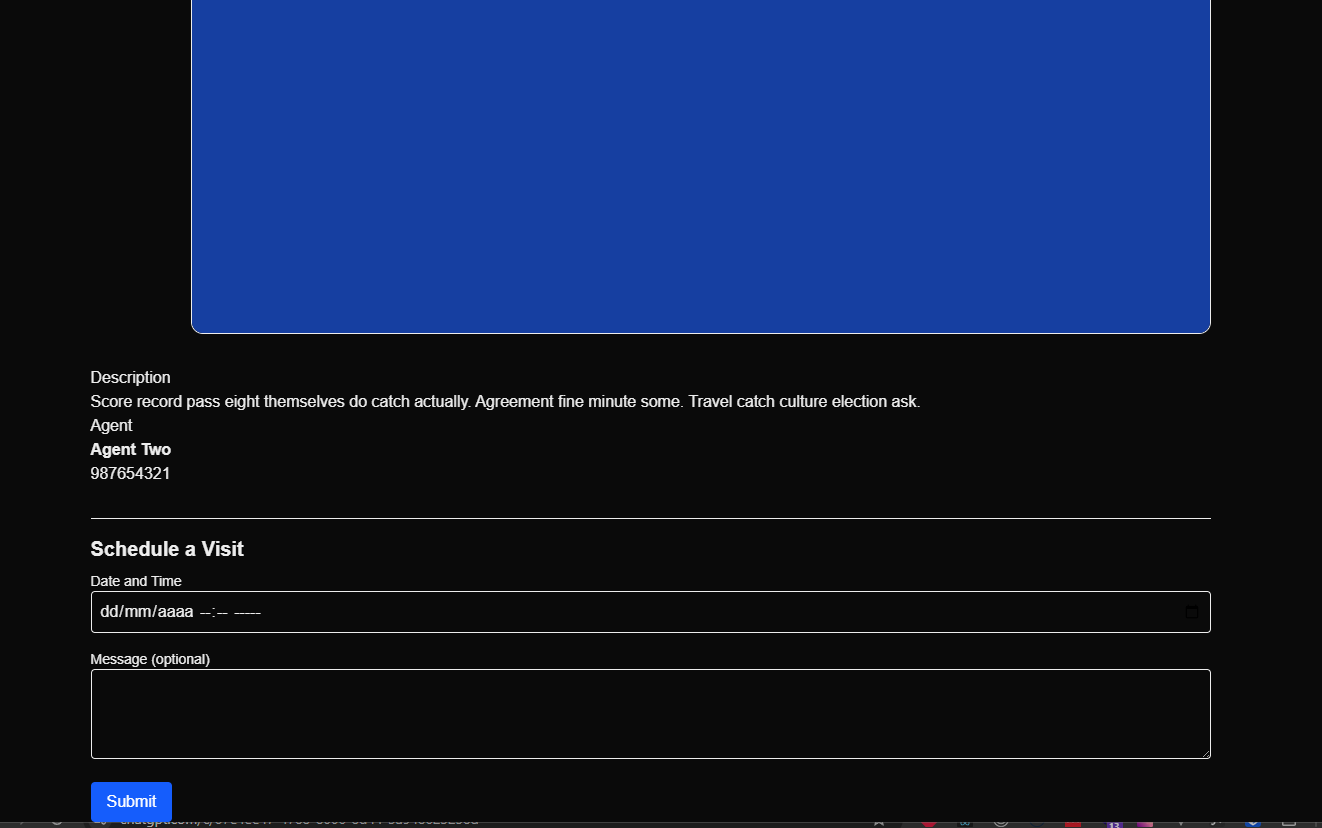 Description
Score record pass eight themselves do catch actually. Agreement fine minute some. Travel catch culture election ask.
Agent
Agent Two
987654321
Schedule a Visit
Date and Time
dd/mm/aaaa --:-- -----
Message (optional)
Submit
13